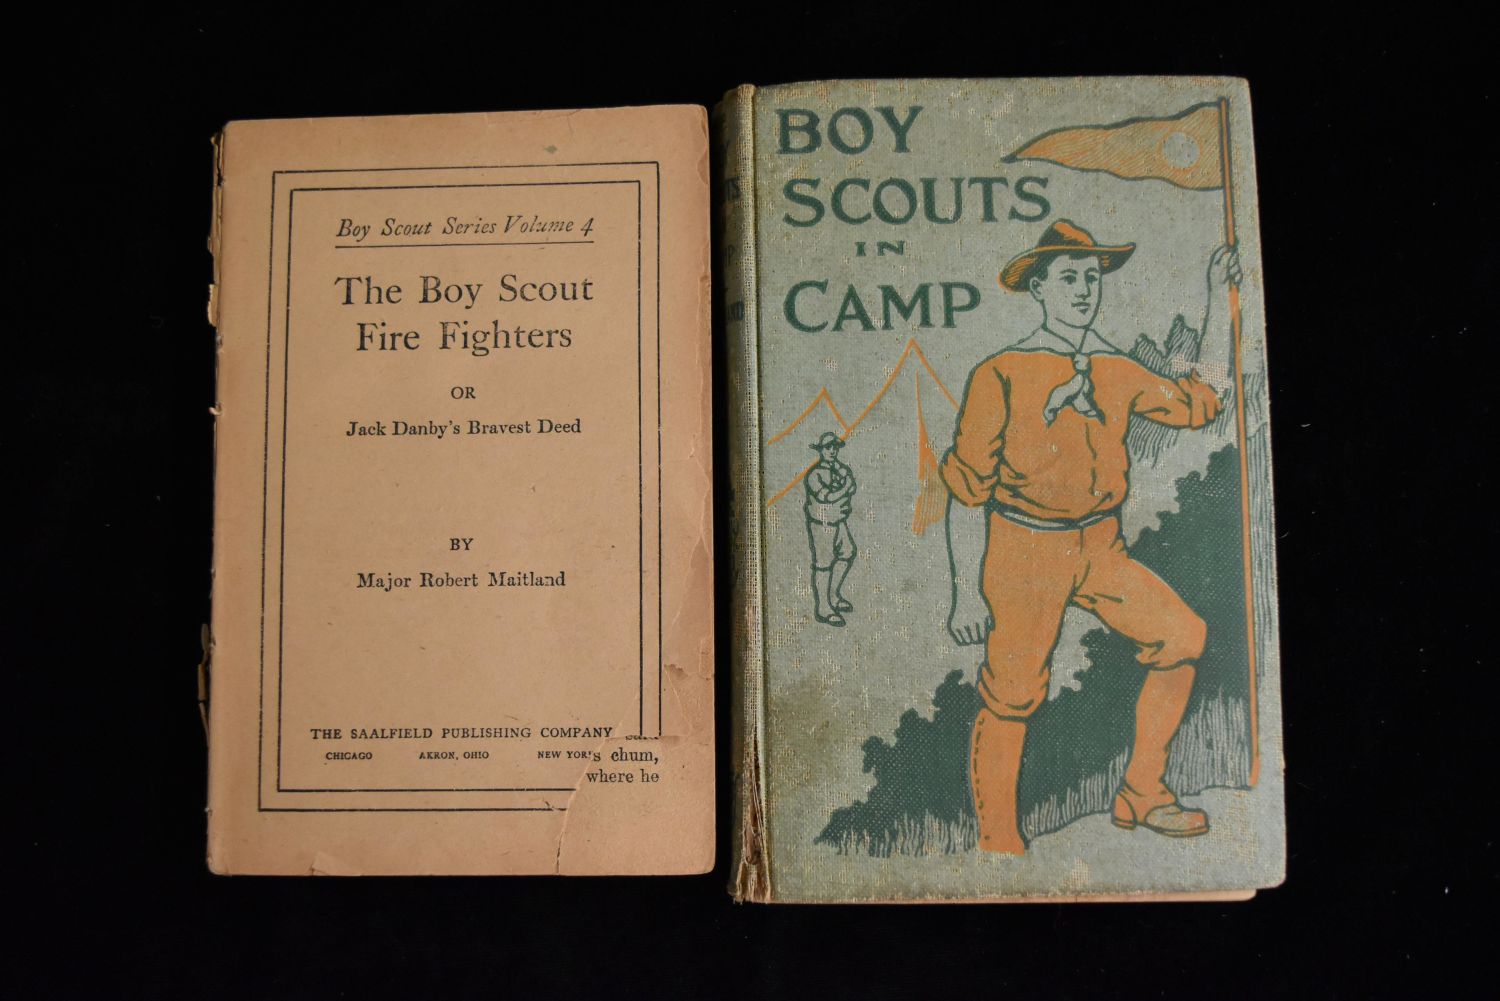 Boy Scout Series Volume 4
The Boy Scout
Fire Fighters
OR
Jack Danby's Bravest Deed
BY
Major Robert Maitland
THE SAALFIELD PUBLISHING COMPANY
CHICAGO AKRON, OHIO NEW YOR
's chum,
where he
BOY
SCOUTS
IN
CAMP